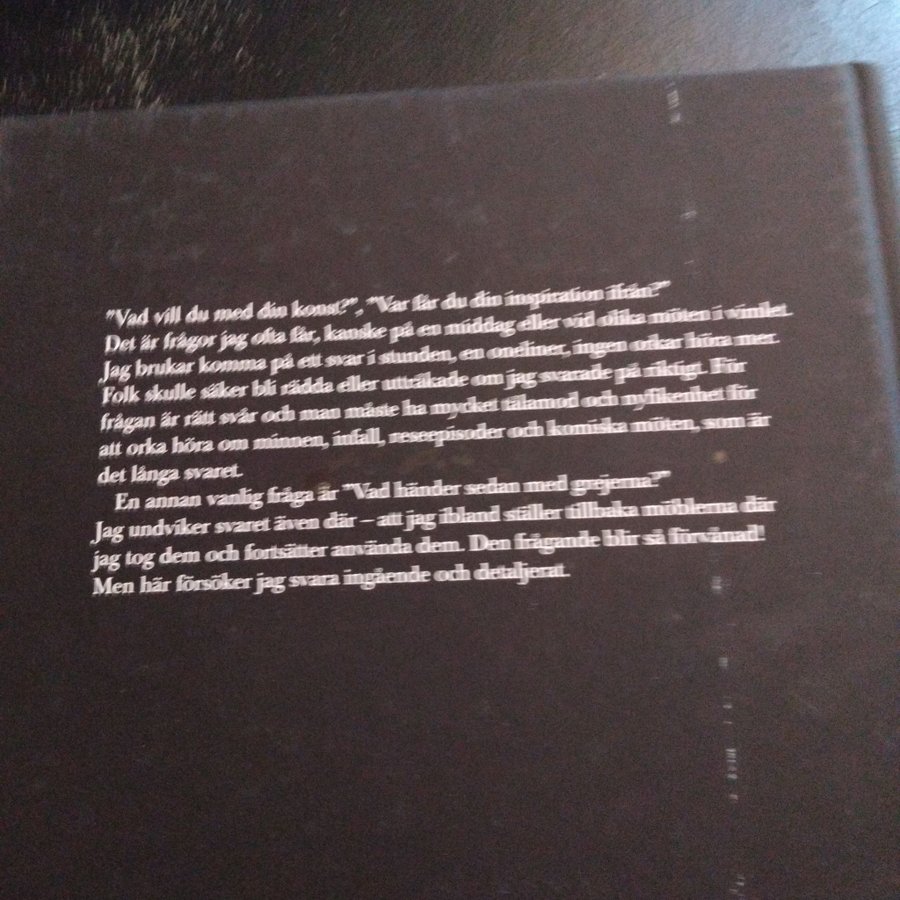 "Vad vill du med din konst?", "Var får du din inspiration ifrån?"
Det är frågor jag ofta får, kanske på en middag eller vid olika möten i vimlet.
Jag brukar komma på ett svar i stunden, en oneliner, ingen orkar höra mer.
Folk skulle säker bli rädda eller uttråkade om jag svarade på riktigt. För
frågan är rätt svår och man måste ha mycket tålamod och nyfikenhet för
att orka höra om minnen, infall, reseepisoder och komiska möten, som är
det långa svaret.
En annan vanlig fråga är "Vad händer sedan med grejerna?"
Jag undviker svaret även där – att jag ibland ställer tillbaka möblerna där
jag tog dem och fortsätter använda dem. Den frågande blir så förvånad!
Men här försöker jag svara ingående och detaljerat.